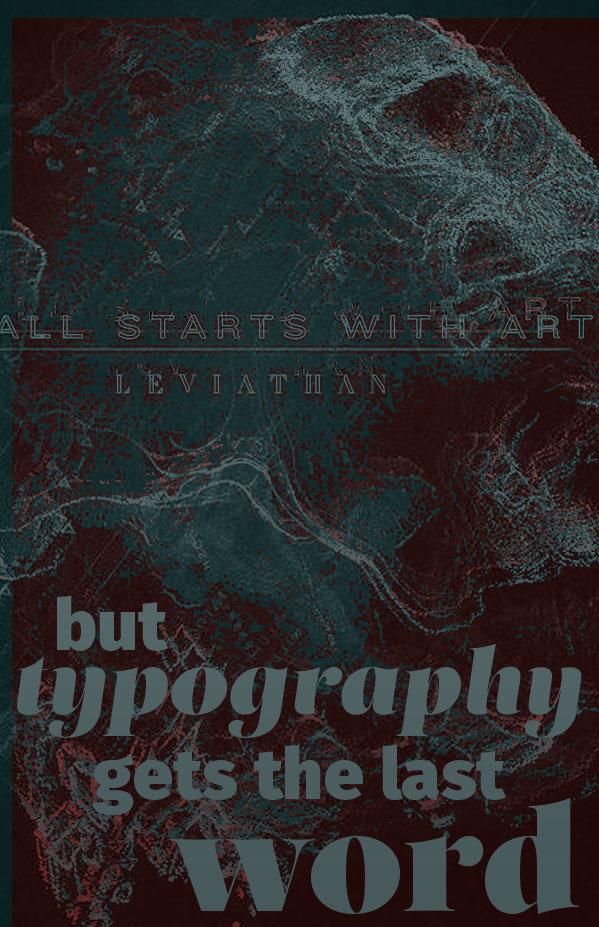 ALL STARTS WITH ART
LEVIATHAN
but
typography
gets the last
word